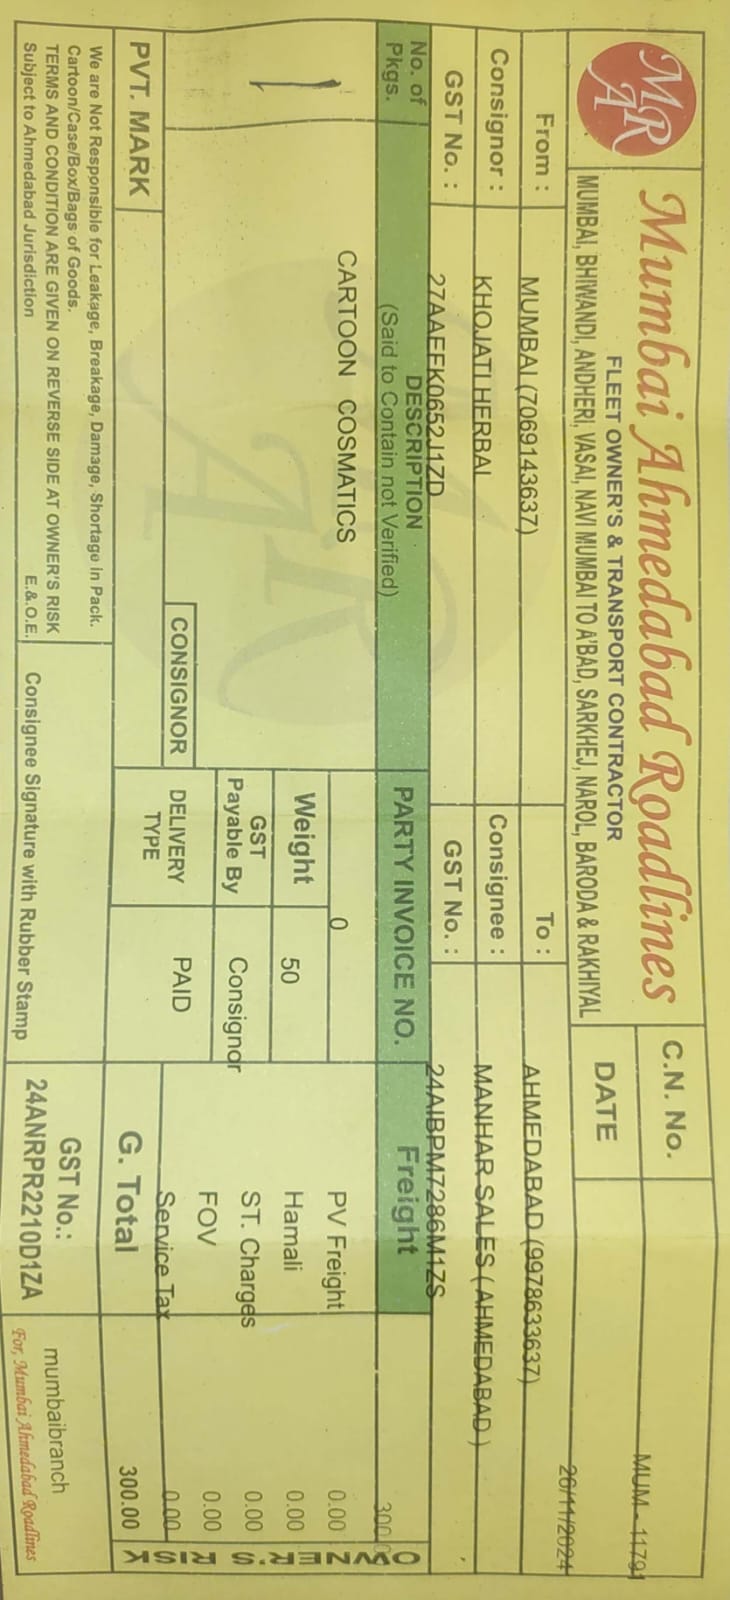 MAR
Mumbai Ahmedabad Roadlines
FLEET OWNER'S & TRANSPORT CONTRACTOR
MUMBAI, BHIWANDI, ANDHERI, VASAI, NAVI MUMBAI TO A'BAD, SARKHEJ, NAROL, BARODA & RAKHIYAL
C.N. No. MUM - 11791
DATE 26/11/2024
From : MUMBAI (7069143637) To : AHMEDABAD (9978633637)
Consignor : KHOJATI HERBAL Consignee : MANHAR SALES ( AHMEDABAD )
GST No. : 27AAEFK0652J1ZD GST No. : 24AIBPM7286M1ZS
No. of Pkgs. DESCRIPTION PARTY INVOICE NO. Freight 300.00
(Said to Contain not Verified)
1 CARTOON COSMATICS 0 PV Freight 0.00
Weight 50 Hamali 0.00
GST Payable By Consignor ST. Charges 0.00
FOV 0.00
CONSIGNOR DELIVERY TYPE PAID Service Tax 0.00
PVT. MARK G. Total 300.00
OWNER'S RISK
We are Not Responsible for Leakage, Breakage, Damage, Shortage in Pack.
Cartoon/Case/Box/Bags of Goods.
TERMS AND CONDITION ARE GIVEN ON REVERSE SIDE AT OWNER'S RISK
Subject to Ahmedabad Jurisdiction E.&.O.E.
Consignee Signature with Rubber Stamp
GST No.:
24ANRPR2210D1ZA
mumbaibranch
For, Mumbai Ahmedabad Roadlines